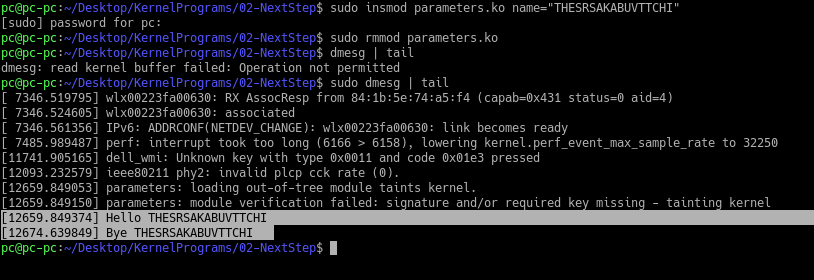 pc@pc-pc:~/Desktop/KernelPrograms/02-NextStep$ sudo insmod parameters.ko name="THESRSAKABUVTTCHI"
[sudo] password for pc:
pc@pc-pc:~/Desktop/KernelPrograms/02-NextStep$ sudo rmmod parameters.ko
pc@pc-pc:~/Desktop/KernelPrograms/02-NextStep$ dmesg | tail
dmesg: read kernel buffer failed: Operation not permitted
pc@pc-pc:~/Desktop/KernelPrograms/02-NextStep$ sudo dmesg | tail
[ 7346.519795] wlx00223fa00630: RX AssocResp from 84:1b:5e:74:a5:f4 (capab=0x431 status=0 aid=4)
[ 7346.524605] wlx00223fa00630: associated
[ 7346.561356] IPv6: ADDRCONF(NETDEV_CHANGE): wlx00223fa00630: link becomes ready
[ 7485.989487] perf: interrupt took too long (6166 > 6158), lowering kernel.perf_event_max_sample_rate to 32250
[11741.905165] dell_wmi: Unknown key with type 0x0011 and code 0x01e3 pressed
[12093.232579] ieee80211 phy2: invalid plcp cck rate (0).
[12659.849053] parameters: loading out-of-tree module taints kernel.
[12659.849150] parameters: module verification failed: signature and/or required key missing - tainting kernel
[12659.849374] Hello THESRSAKABUVTTCHI
[12674.639849] Bye THESRSAKABUVTTCHI
pc@pc-pc:~/Desktop/KernelPrograms/02-NextStep$